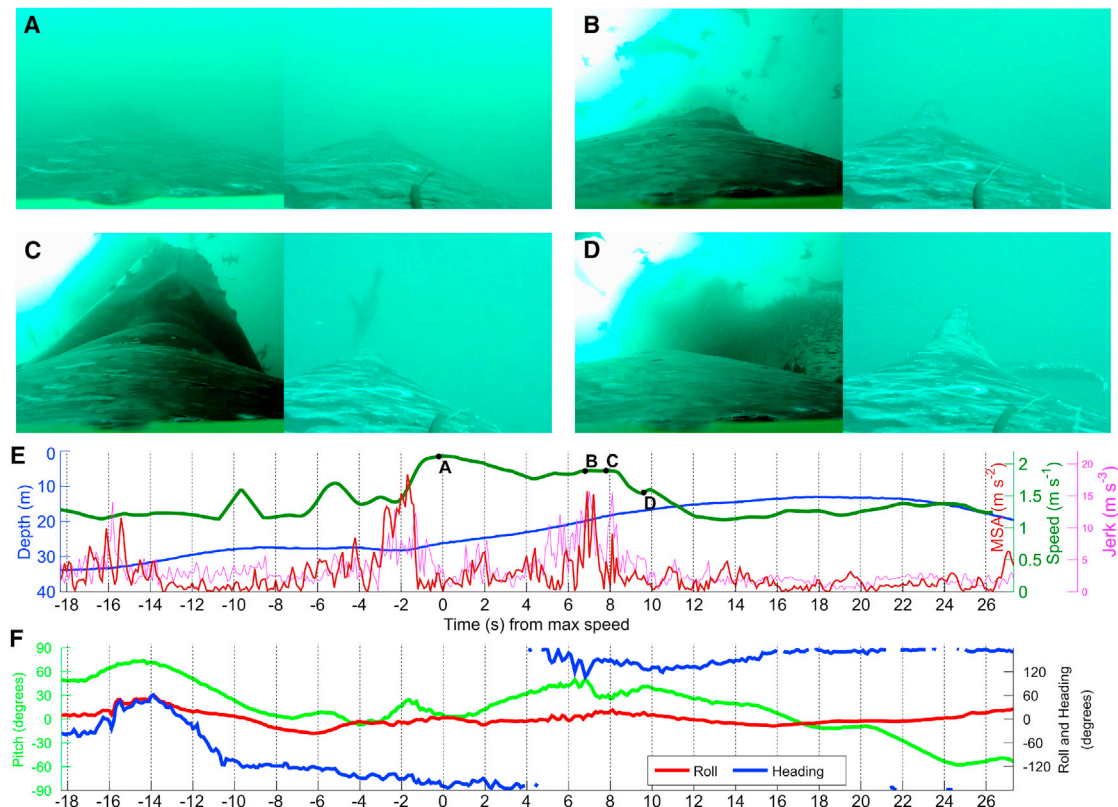 A
B
C
D
E
0
10
20
30
40
Depth (m)
A
B
C
D
2
1.5
1
0.5
0
MSA (m s⁻²)
Speed (m s⁻¹)
20
15
10
5
0
Jerk (m s⁻³)
-18 -16 -14 -12 -10 -8 -6 -4 -2 -1 0 2 4 6 8 10 12 14 16 18 20 22 24 26
Time (s) from max speed
F
90
60
30
0
-30
-60
-90
Pitch (degrees)
120
60
0
-60
-120
Roll and Heading
(degrees)
Roll Heading
-18 -16 -14 -12 -10 -8 -6 -4 -2 0 2 4 6 8 10 12 14 16 18 20 22 24 26